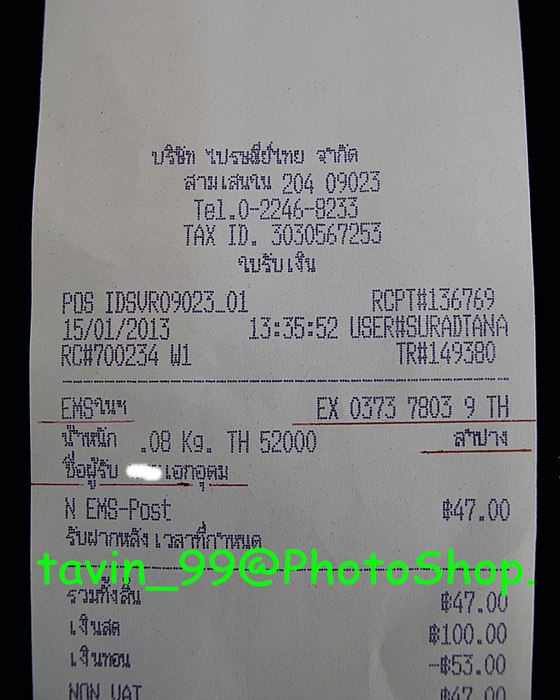 บริษัท ไปรษณีย์ไทย จำกัด
สามเสนใน 204 09023
Tel.0-2246-8233
TAX ID. 3030567253
ใบรับเงิน
POS IDSVR09023_01 RCPT#136769
15/01/2013 13:35:52 USER#SURADTANA
RC#700234 W1 TR#149380
EMSในฯ EX 0373 7803 9 TH
น้ำหนัก .08 Kg. TH 52000 ลำปาง
ชื่อผู้รับ เอกอุดม
N EMS-Post ฿47.00
รับฝากหลังเวลาที่กำหนด
tavin_99@PhotoShop.
รวมทั้งสิ้น ฿47.00
เงินสด ฿100.00
เงินทอน -฿53.00
NON VAT ฿47.00